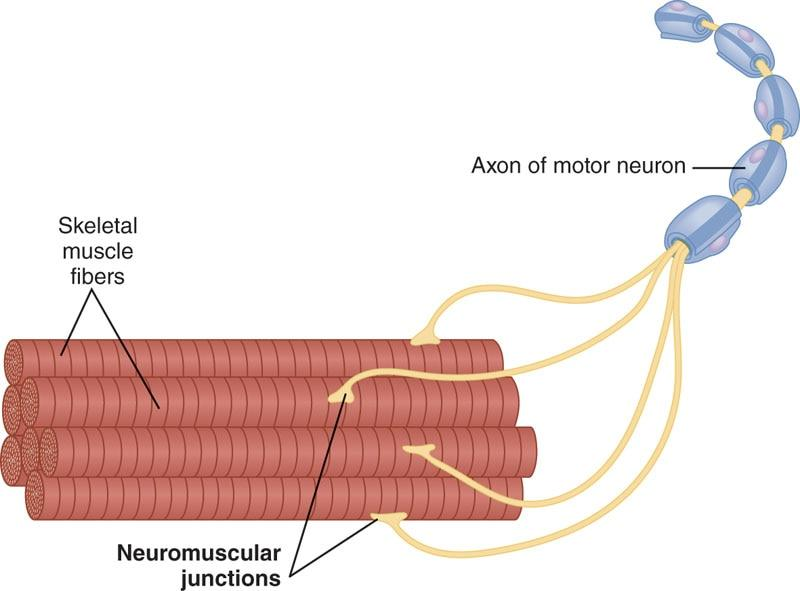 Axon of motor neuron
Skeletal
muscle
fibers
Neuromuscular
junctions